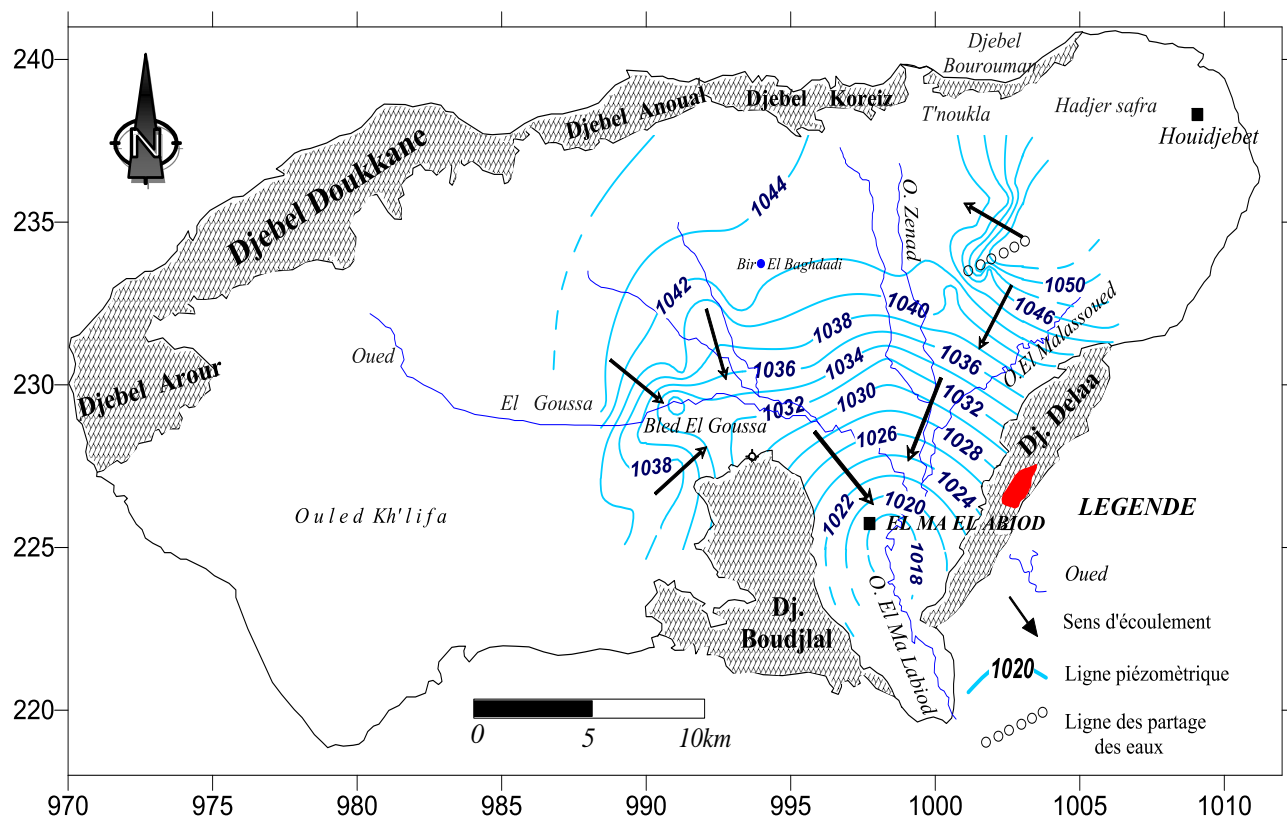 240
235
230
225
220
970
975
980
985
990
995
1000
1005
1010
N
Djebel
Bourouman
Djebel Anoual
Djebel Koreiz
T'noukla
Hadjer safra
Houidjebet
Djebel Doukkane
1044
O. Zenad
Bir El Baghdadi
1042
1040
1050
1046
1038
O.El Malassoued
Oued
1036
1034
1036
Djebel Arour
El Goussa
1032
1030
1032
Bled El Goussa
1026
1028
Dj. Delaa
1038
1024
1022
1020
Ouled Kh'lifa
EL MA EL ABIOD
1018
Dj.
Boudjlal
O. El Ma Labiod
0
5
10km
LEGENDE
Oued
Sens d'écoulement
1020
Ligne piézomètrique
Ligne des partage
des eaux